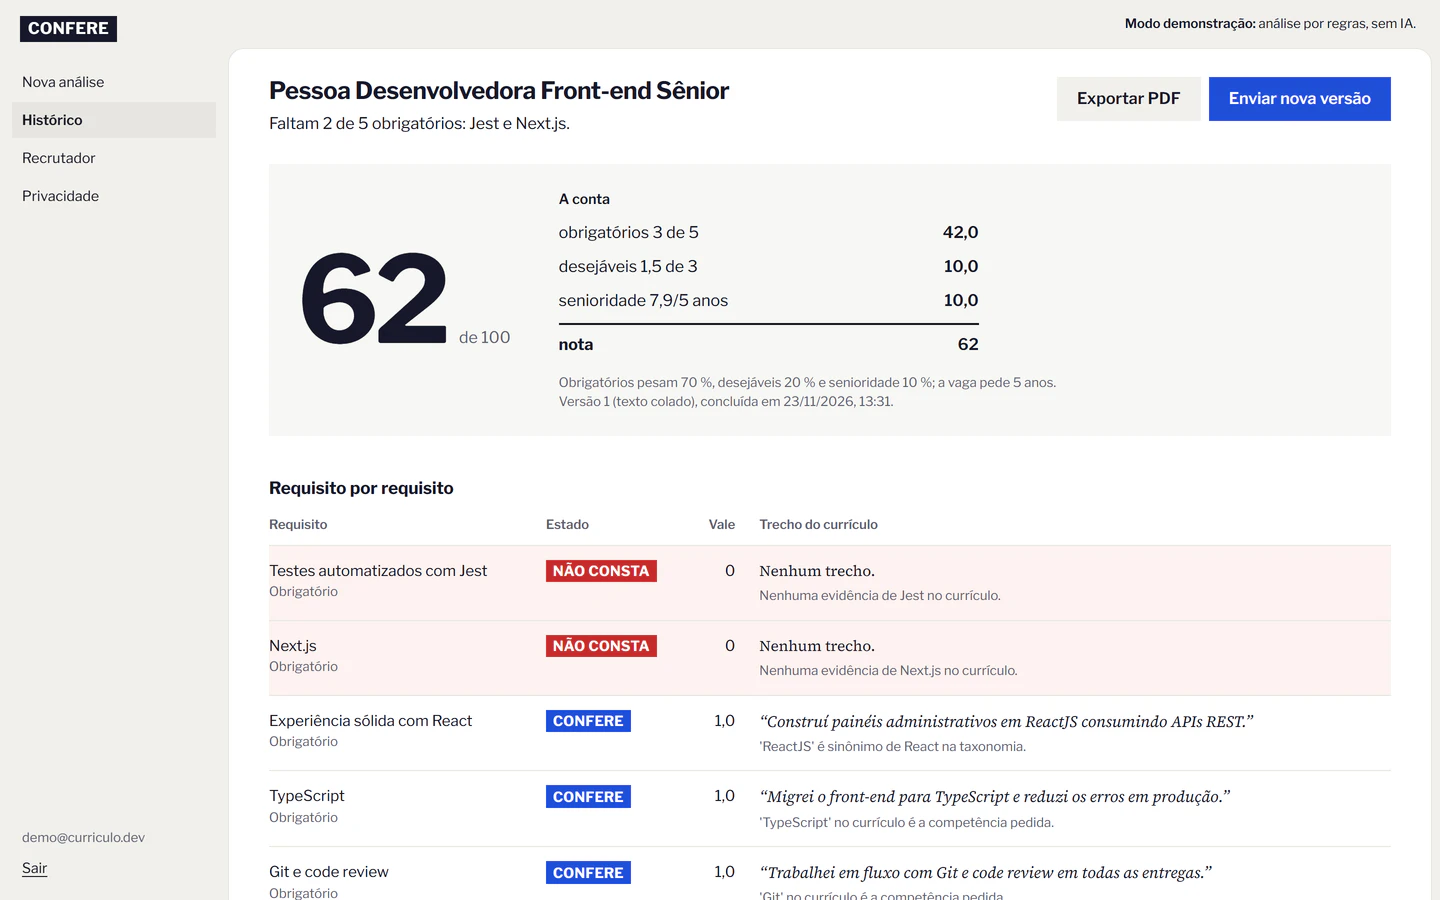 CONFERE
Modo demonstração: análise por regras, sem IA.
Nova análise
Histórico
Recrutador
Privacidade
demo@curriculo.dev
Sair
Pessoa Desenvolvedora Front-end Sênior
Faltam 2 de 5 obrigatórios: Jest e Next.js.
Exportar PDF
Enviar nova versão
62 de 100
A conta
obrigatórios 3 de 5 42,0
desejáveis 1,5 de 3 10,0
senioridade 7,9/5 anos 10,0
nota 62
Obrigatórios pesam 70 %, desejáveis 20 % e senioridade 10 %; a vaga pede 5 anos.
Versão 1 (texto colado), concluída em 23/11/2026, 13:31.
Requisito por requisito
Requisito Estado Vale Trecho do currículo
Testes automatizados com Jest NÃO CONSTA 0 Nenhum trecho.
Obrigatório Nenhuma evidência de Jest no currículo.
Next.js NÃO CONSTA 0 Nenhum trecho.
Obrigatório Nenhuma evidência de Next.js no currículo.
Experiência sólida com React CONFERE 1,0 “Construí painéis administrativos em ReactJS consumindo APIs REST.”
Obrigatório 'ReactJS' é sinônimo de React na taxonomia.
TypeScript CONFERE 1,0 “Migrei o front-end para TypeScript e reduzi os erros em produção.”
Obrigatório 'TypeScript' no currículo é a competência pedida.
Git e code review CONFERE 1,0 “Trabalhei em fluxo com Git e code review em todas as entregas.”
Obrigatório 'Git' no currículo é a competência pedida.